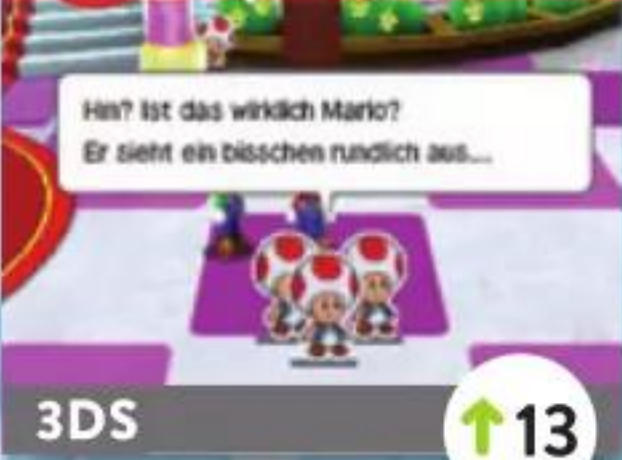 Hm? Ist das wirklich Mario?
Er sieht ein bisschen rundlich aus...
3DS
↑13